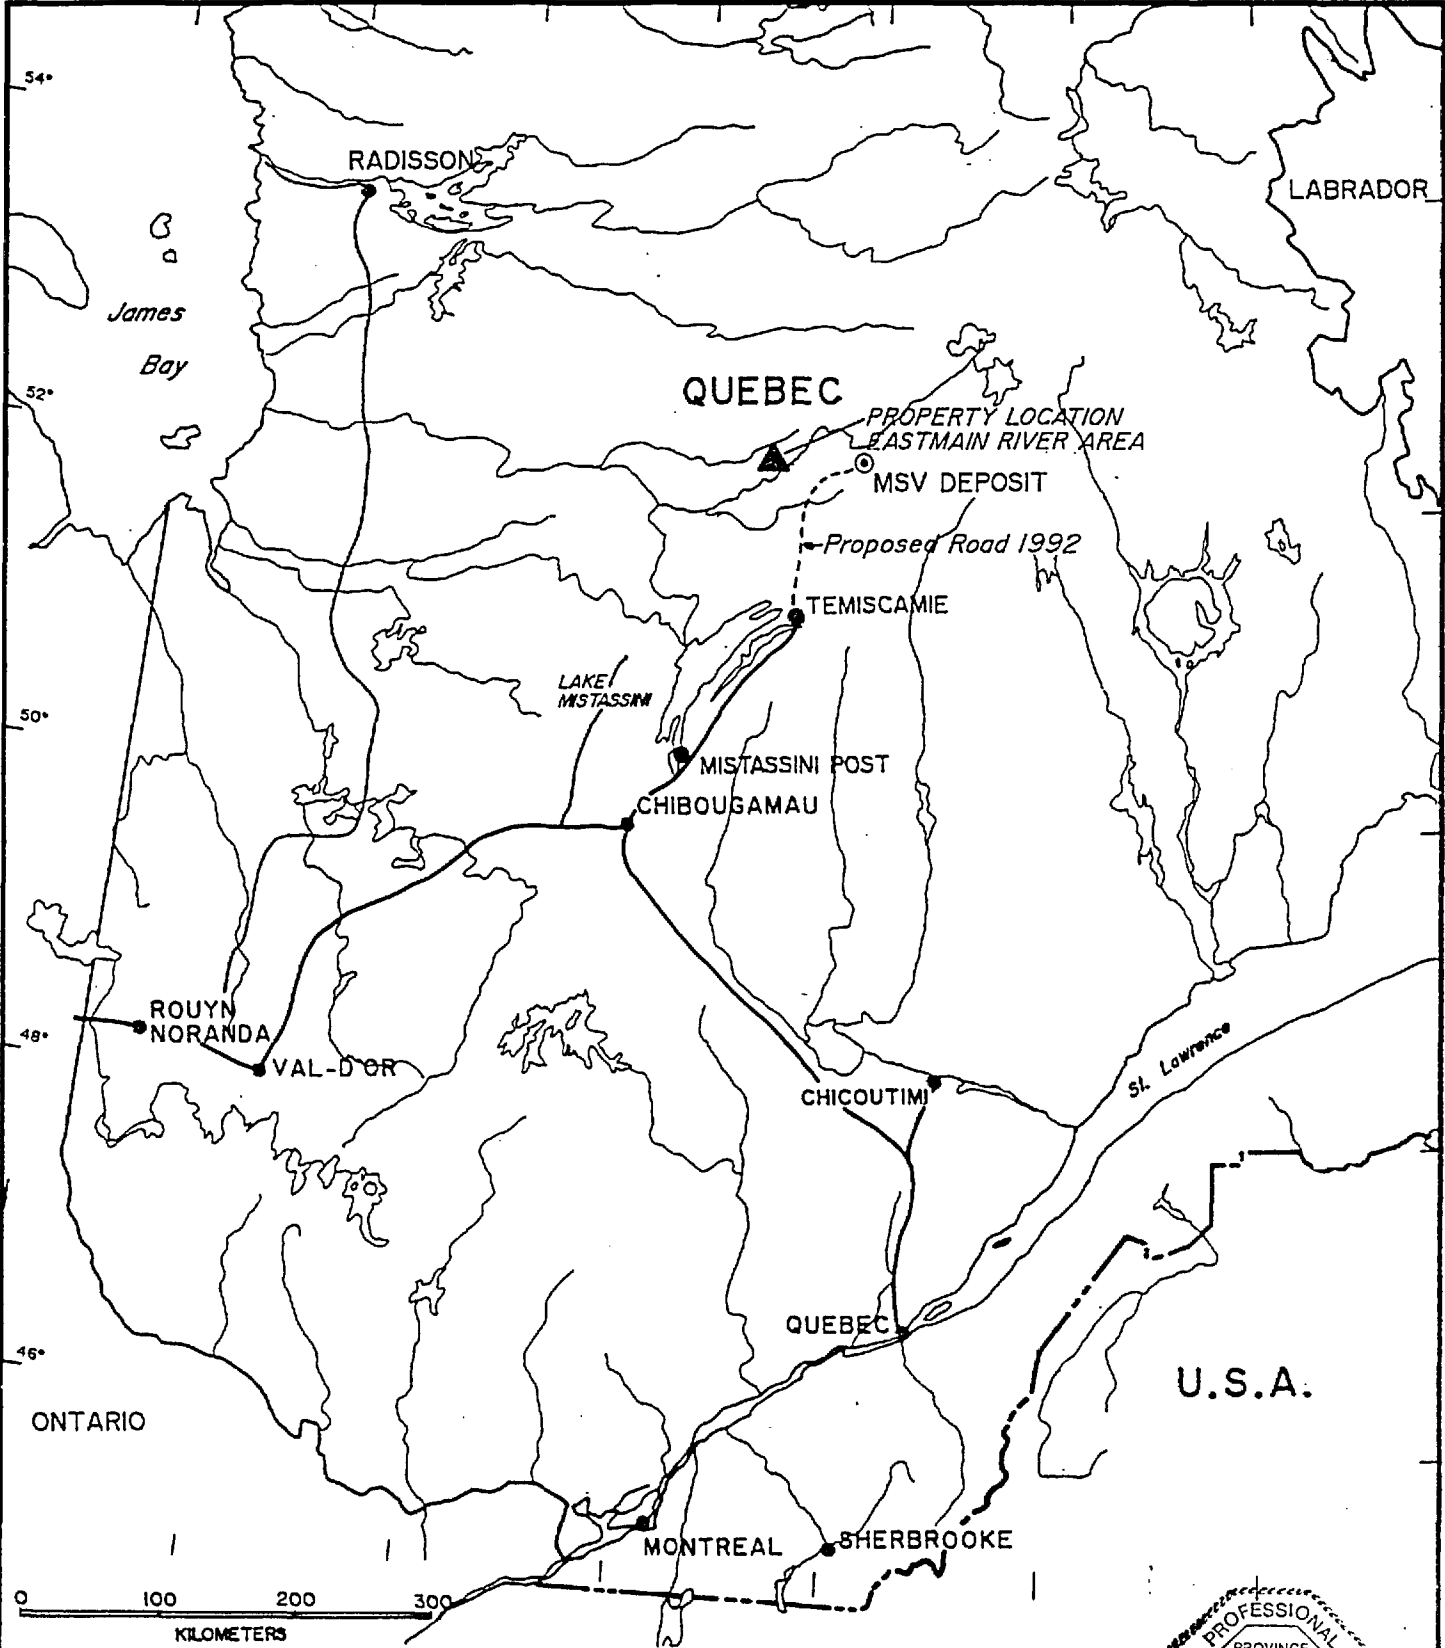 54°
RADISSON
LABRADOR
James
Bay
52°
QUEBEC
PROPERTY LOCATION
EASTMAIN RIVER AREA
MSV DEPOSIT
Proposed Road 1992
TEMISCAMIE
LAKE
MISTASSINI
50°
MISTASSINI POST
CHIBOUGAMAU
ROUYN
NORANDA
48°
VAL-D'OR
St. Lawrence
CHICOUTIMI
QUEBEC
46°
U.S.A.
ONTARIO
MONTREAL
SHERBROOKE
0 100 200 300
KILOMETERS
PROFESSIONAL
PROVINCE